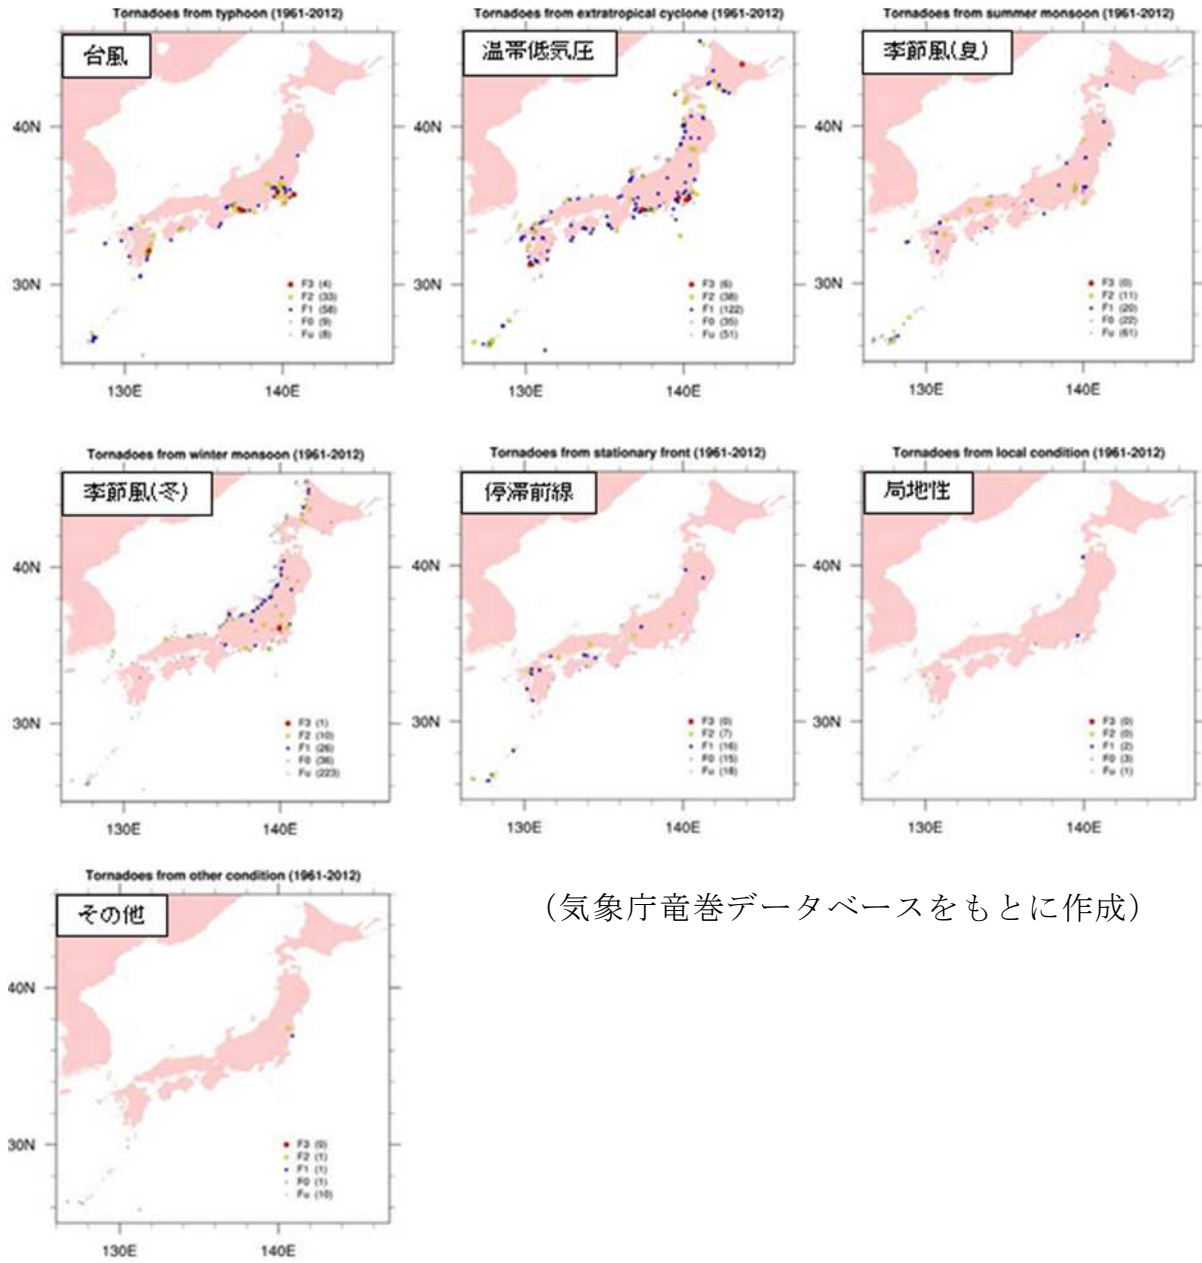 Tornadoes from typhoon (1961-2012)
台風
40N
30N
130E
140E
F3 (4)
F2 (33)
F1 (58)
F0 (9)
Fu (8)
Tornadoes from extratropical cyclone (1961-2012)
温帯低気圧
40N
30N
130E
140E
F3 (6)
F2 (38)
F1 (122)
F0 (35)
Fu (51)
Tornadoes from summer monsoon (1961-2012)
季節風(夏)
40N
30N
130E
140E
F3 (0)
F2 (11)
F1 (20)
F0 (22)
Fu (61)
Tornadoes from winter monsoon (1961-2012)
季節風(冬)
40N
30N
130E
140E
F3 (1)
F2 (10)
F1 (26)
F0 (36)
Fu (223)
Tornadoes from stationary front (1961-2012)
停滞前線
40N
30N
130E
140E
F3 (0)
F2 (7)
F1 (16)
F0 (15)
Fu (18)
Tornadoes from local condition (1961-2012)
局地性
40N
30N
130E
140E
F3 (0)
F2 (0)
F1 (2)
F0 (3)
Fu (1)
Tornadoes from other condition (1961-2012)
その他
40N
30N
130E
140E
F3 (0)
F2 (1)
F1 (1)
F0 (1)
Fu (10)
（気象庁竜巻データベースをもとに作成）